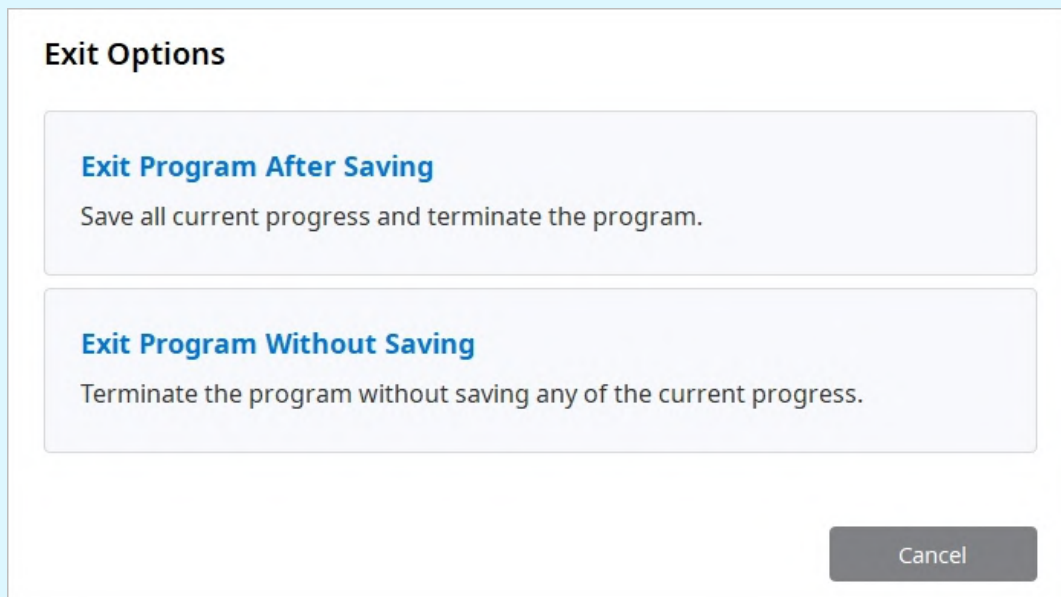 Exit Options
Exit Program After Saving
Save all current progress and terminate the program.
Exit Program Without Saving
Terminate the program without saving any of the current progress.
Cancel